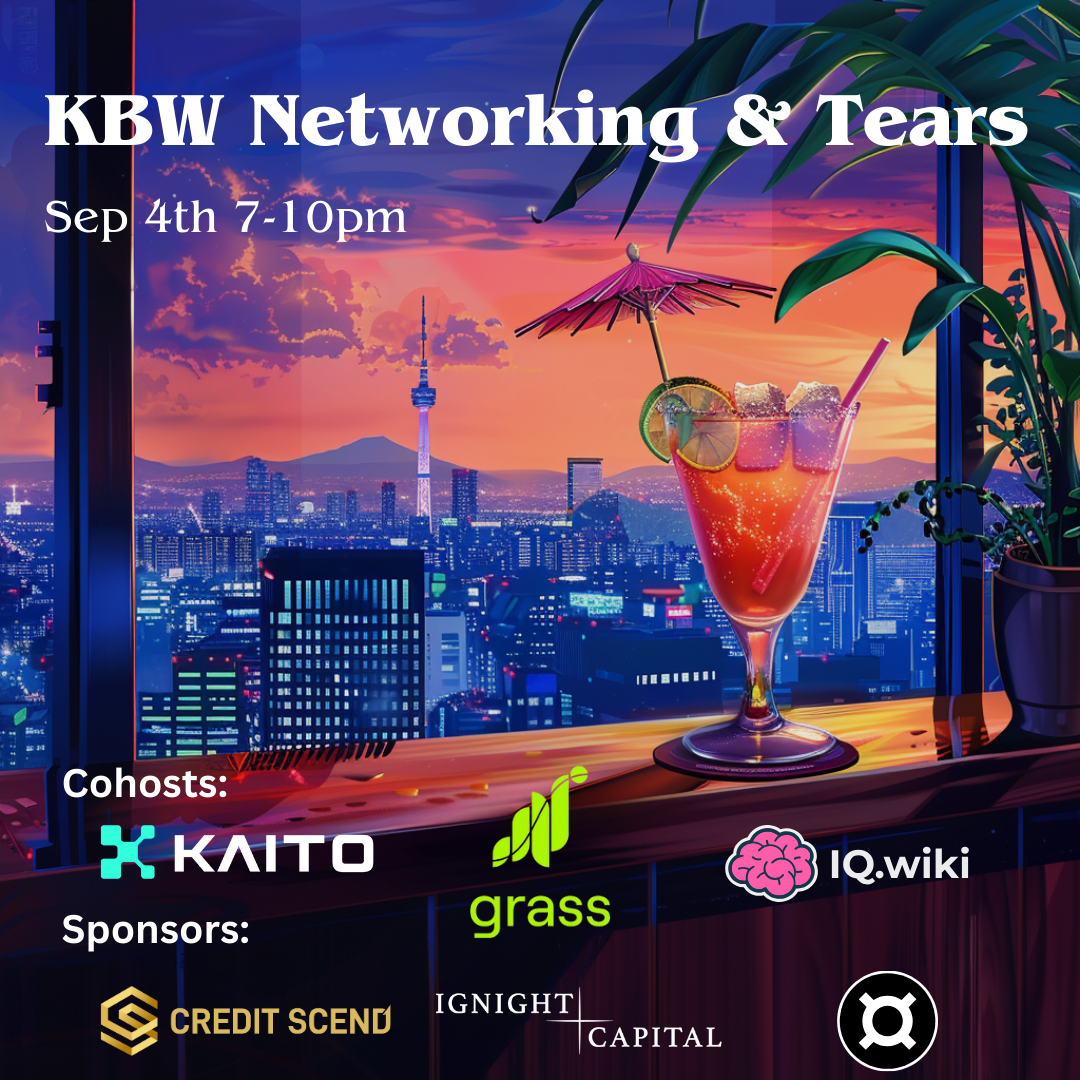 KBW Networking & Tears
Sep 4th 7-10pm
Cohosts:
KAITO
grass
IQ.wiki
Sponsors:
CREDIT SCEND
IGNIGHT
CAPITAL